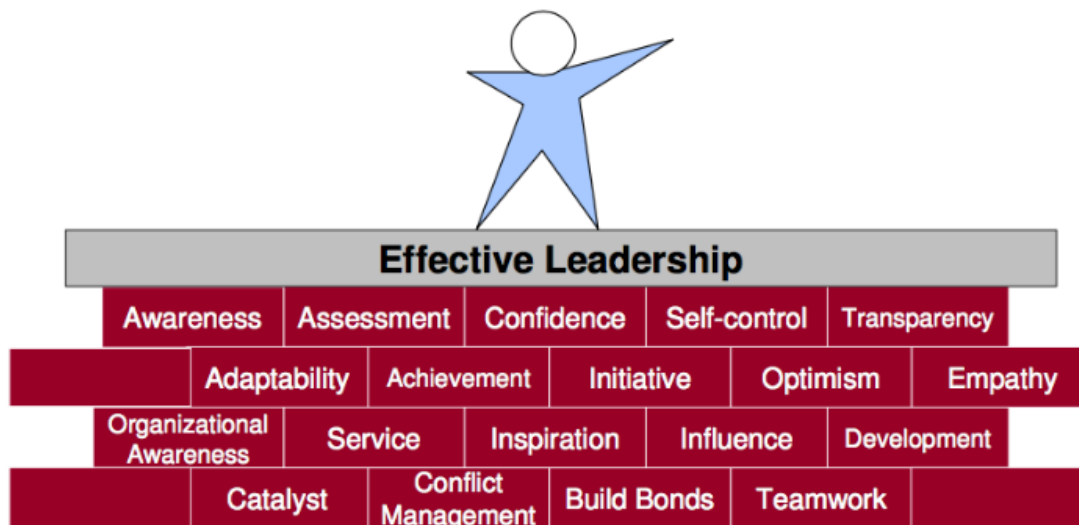 Effective Leadership
Awareness Assessment Confidence Self-control Transparency
Adaptability Achievement Initiative Optimism Empathy
Organizational
Awareness Service Inspiration Influence Development
Catalyst Conflict
Management Build Bonds Teamwork